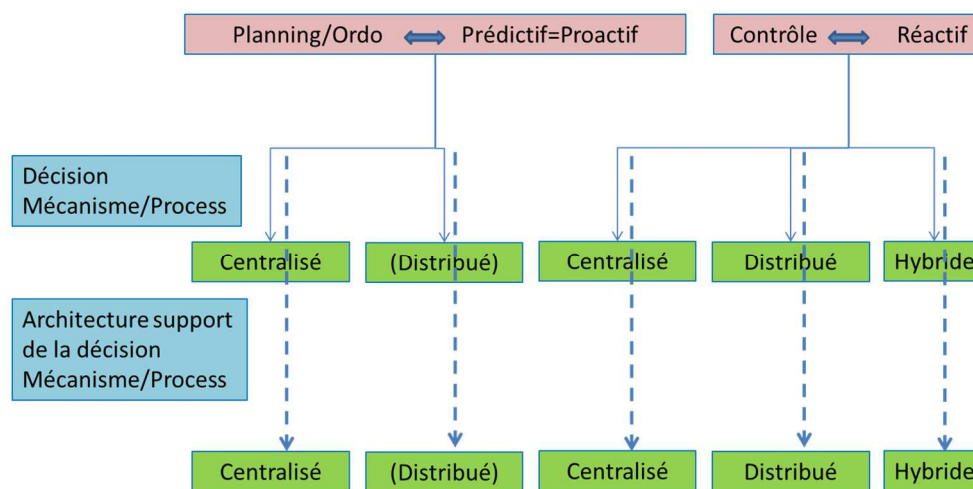 Planning/Ordo Prédictif=Proactif
Contrôle Réactif
Décision
Mécanisme/Process
Centralisé
(Distribué)
Centralisé
Distribué
Hybride
Architecture support
de la décision
Mécanisme/Process
Centralisé
(Distribué)
Centralisé
Distribué
Hybride